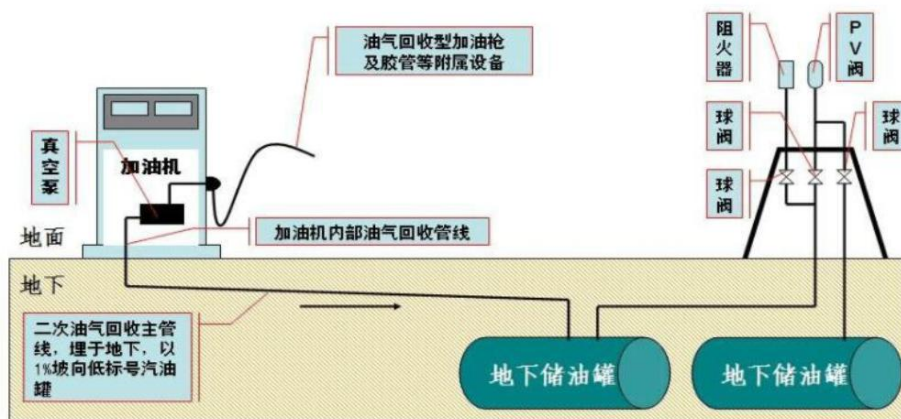 油气回收型加油枪
及胶管等附属设备
阻
火
器
P
V
阀
真
空
泵
加油机
球
阀
球
阀
球
阀
加油机内部油气回收管线
地面
地下
二次油气回收主管
线，埋于地下，以
1%坡向低标号汽油
罐
地下储油罐
地下储油罐